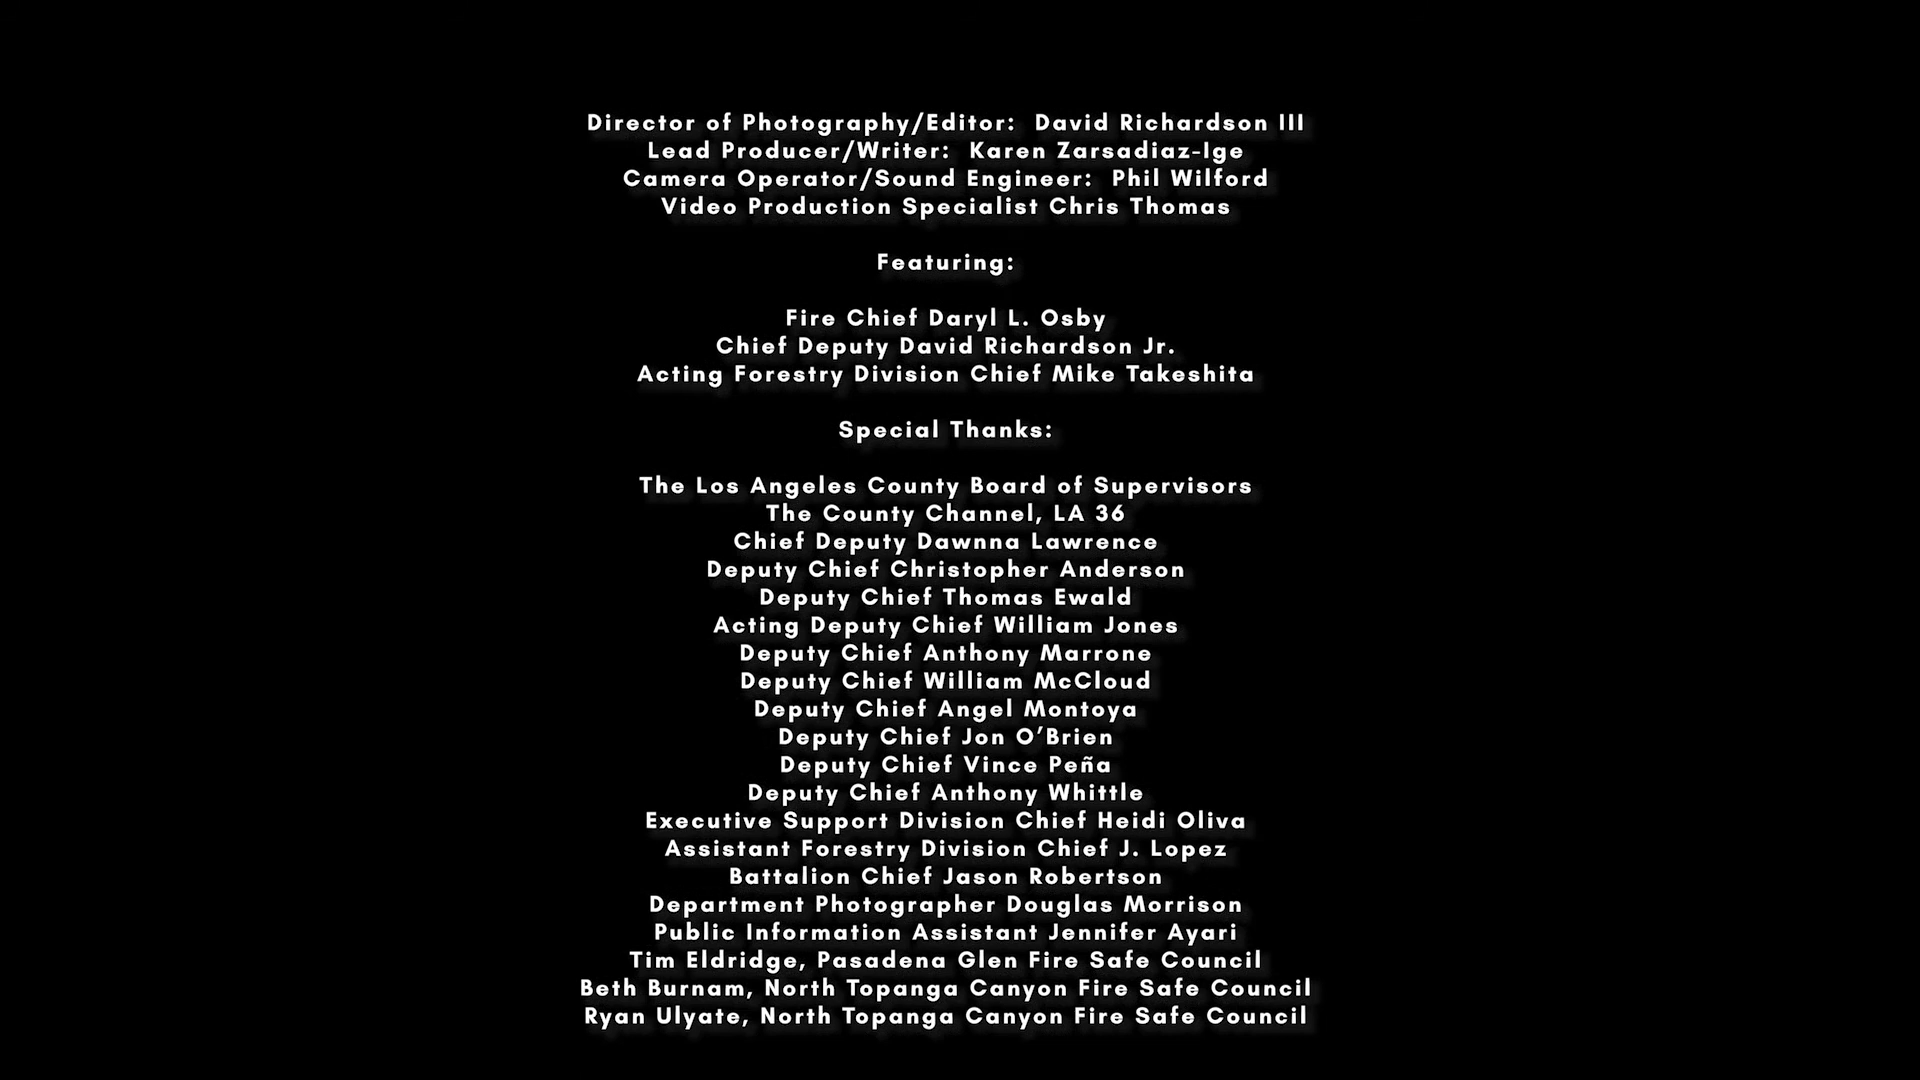 Director of Photography/Editor:  David Richardson III
Lead Producer/Writer:  Karen Zarsadiaz-Ige
Camera Operator/Sound Engineer:  Phil Wilford
Video Production Specialist Chris Thomas
Featuring:
Fire Chief Daryl L. Osby
Chief Deputy David Richardson Jr.
Acting Forestry Division Chief Mike Takeshita
Special Thanks:
The Los Angeles County Board of Supervisors
The County Channel, LA 36
Chief Deputy Dawnna Lawrence
Deputy Chief Christopher Anderson
Deputy Chief Thomas Ewald
Acting Deputy Chief William Jones
Deputy Chief Anthony Marrone
Deputy Chief William McCloud
Deputy Chief Angel Montoya
Deputy Chief Jon O’Brien
Deputy Chief Vince Peña
Deputy Chief Anthony Whittle
Executive Support Division Chief Heidi Oliva
Assistant Forestry Division Chief J. Lopez
Battalion Chief Jason Robertson
Department Photographer Douglas Morrison
Public Information Assistant Jennifer Ayari
Tim Eldridge, Pasadena Glen Fire Safe Council
Beth Burnam, North Topanga Canyon Fire Safe Council
Ryan Ulyate, North Topanga Canyon Fire Safe Council